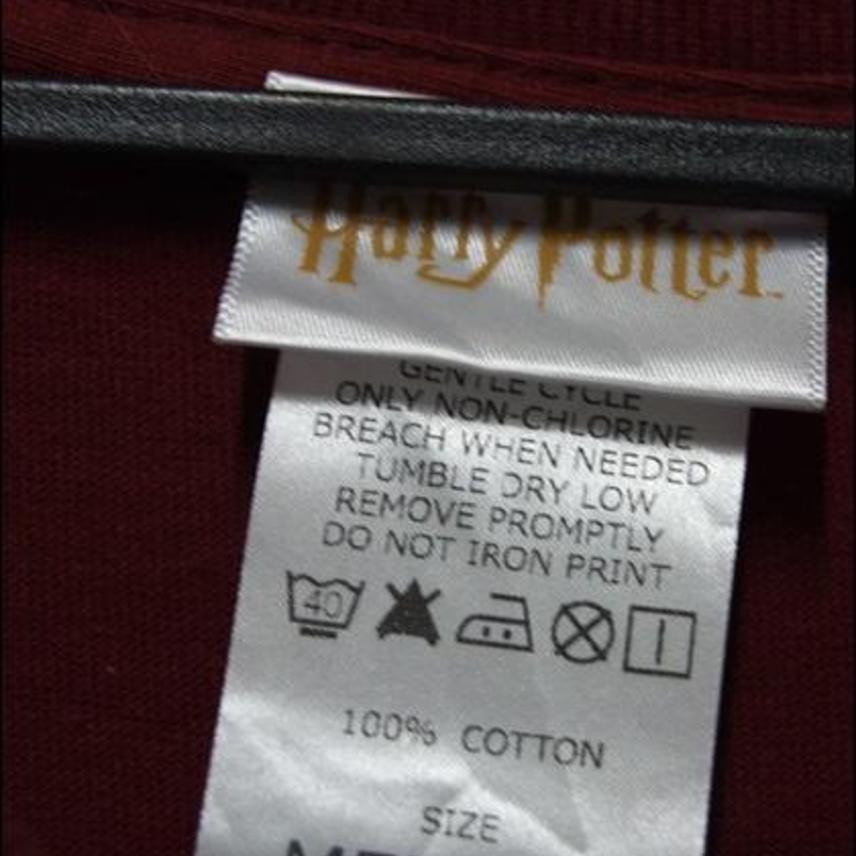 Harry Potter
GENTLE CYCLE
ONLY NON-CHLORINE
BREACH WHEN NEEDED
TUMBLE DRY LOW
REMOVE PROMPTLY
DO NOT IRON PRINT
40
100% COTTON
SIZE